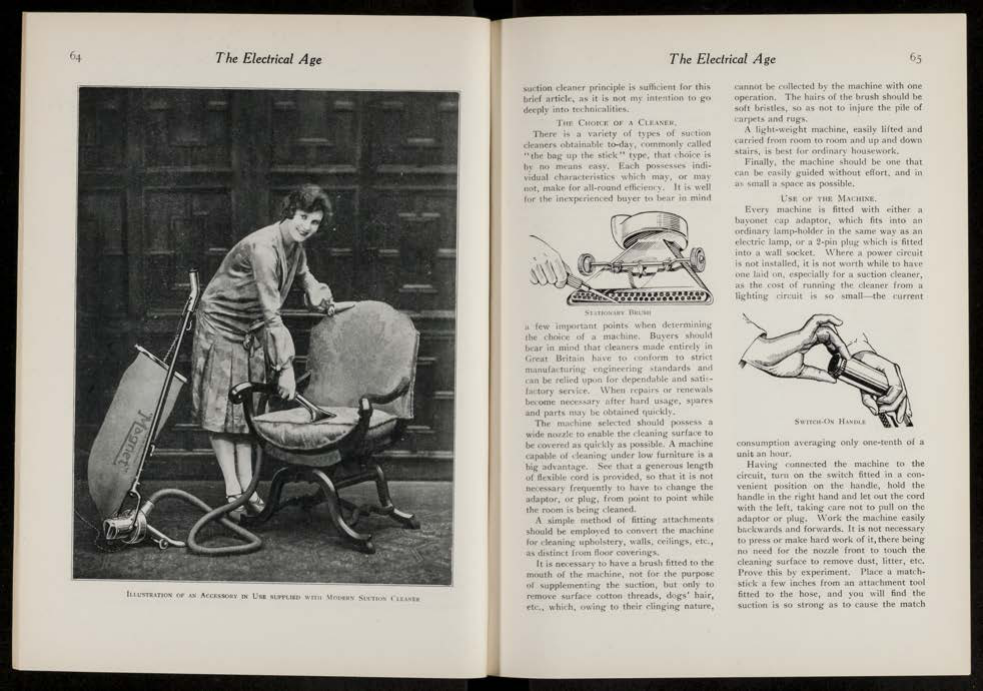 64
The Electrical Age
Magnet
ILLUSTRATION OF AN ACCESSORY IN USE SUPPLIED WITH MODERN SUCTION CLEANER
The Electrical Age
65
suction cleaner principle is sufficient for this
brief article, as it is not my intention to go
deeply into technicalities.
THE CHOICE OF A CLEANER.
There is a variety of types of suction
cleaners obtainable to-day, commonly called
"the bag up the stick" type, that choice is
by no means easy. Each possesses indi-
vidual characteristics which may, or may
not, make for all-round efficiency. It is well
for the inexperienced buyer to bear in mind
STATIONARY BRUSH
a few important points when determining
the choice of a machine. Buyers should
bear in mind that cleaners made entirely in
Great Britain have to conform to strict
manufacturing engineering standards and
can be relied upon for dependable and satis-
factory service. When repairs or renewals
become necessary after hard usage, spares
and parts may be obtained quickly.
The machine selected should possess a
wide nozzle to enable the cleaning surface to
be covered as quickly as possible. A machine
capable of cleaning under low furniture is a
big advantage. See that a generous length
of flexible cord is provided, so that it is not
necessary frequently to have to change the
adaptor, or plug, from point to point while
the room is being cleaned.
A simple method of fitting attachments
should be employed to convert the machine
for cleaning upholstery, walls, ceilings, etc.,
as distinct from floor coverings.
It is necessary to have a brush fitted to the
mouth of the machine, not for the purpose
of supplementing the suction, but only to
remove surface cotton threads, dogs' hair,
etc., which, owing to their clinging nature,
cannot be collected by the machine with one
operation. The hairs of the brush should be
soft bristles, so as not to injure the pile of
carpets and rugs.
A light-weight machine, easily lifted and
carried from room to room and up and down
stairs, is best for ordinary housework.
Finally, the machine should be one that
can be easily guided without effort, and in
as small a space as possible.
USE OF THE MACHINE.
Every machine is fitted with either a
bayonet cap adaptor, which fits into an
ordinary lamp-holder in the same way as an
electric lamp, or a 2-pin plug which is fitted
into a wall socket. Where a power circuit
is not installed, it is not worth while to have
one laid on, especially for a suction cleaner,
as the cost of running the cleaner from a
lighting circuit is so small—the current
SWITCH-ON HANDLE
consumption averaging only one-tenth of a
unit an hour.
Having connected the machine to the
circuit, turn on the switch fitted in a con-
venient position on the handle, hold the
handle in the right hand and let out the cord
with the left, taking care not to pull on the
adaptor or plug. Work the machine easily
backwards and forwards. It is not necessary
to press or make hard work of it, there being
no need for the nozzle front to touch the
cleaning surface to remove dust, litter, etc.
Prove this by experiment. Place a match-
stick a few inches from an attachment tool
fitted to the hose, and you will find the
suction is so strong as to cause the match